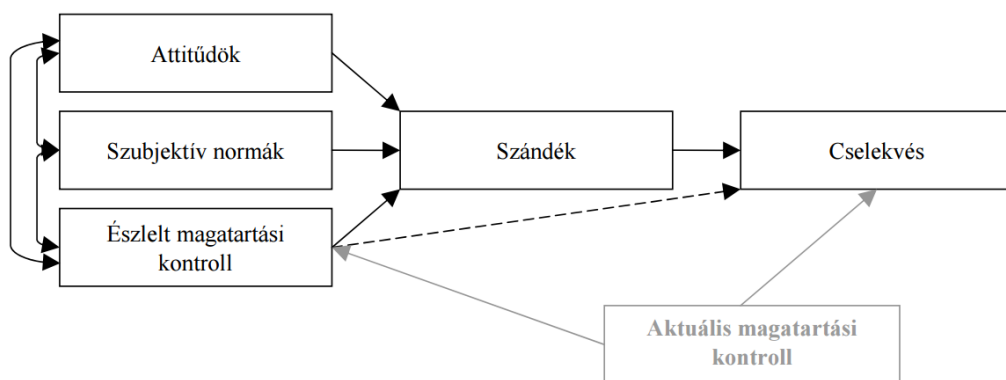 Attitűdök
Szubjektív normák
Szándék
Cselekvés
Észlelt magatartási
kontroll
Aktuális magatartási
kontroll